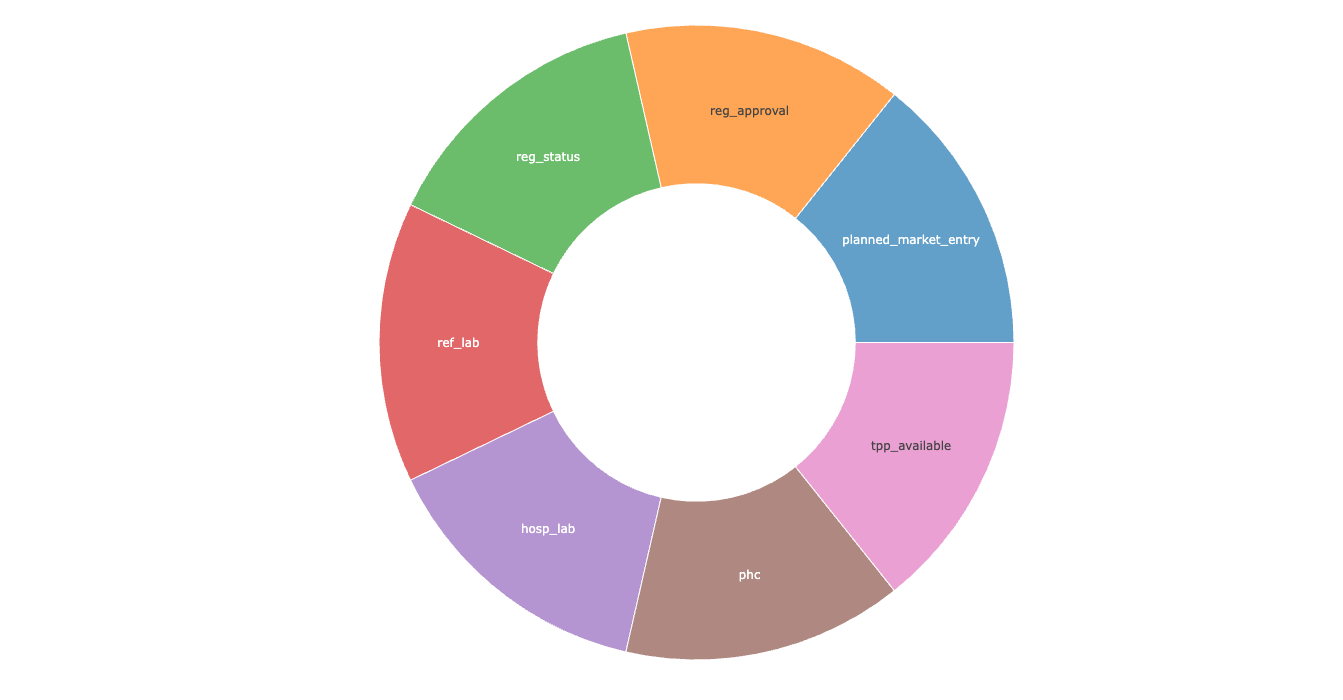 reg_approval
reg_status
planned_market_entry
ref_lab
tpp_available
hosp_lab
phc